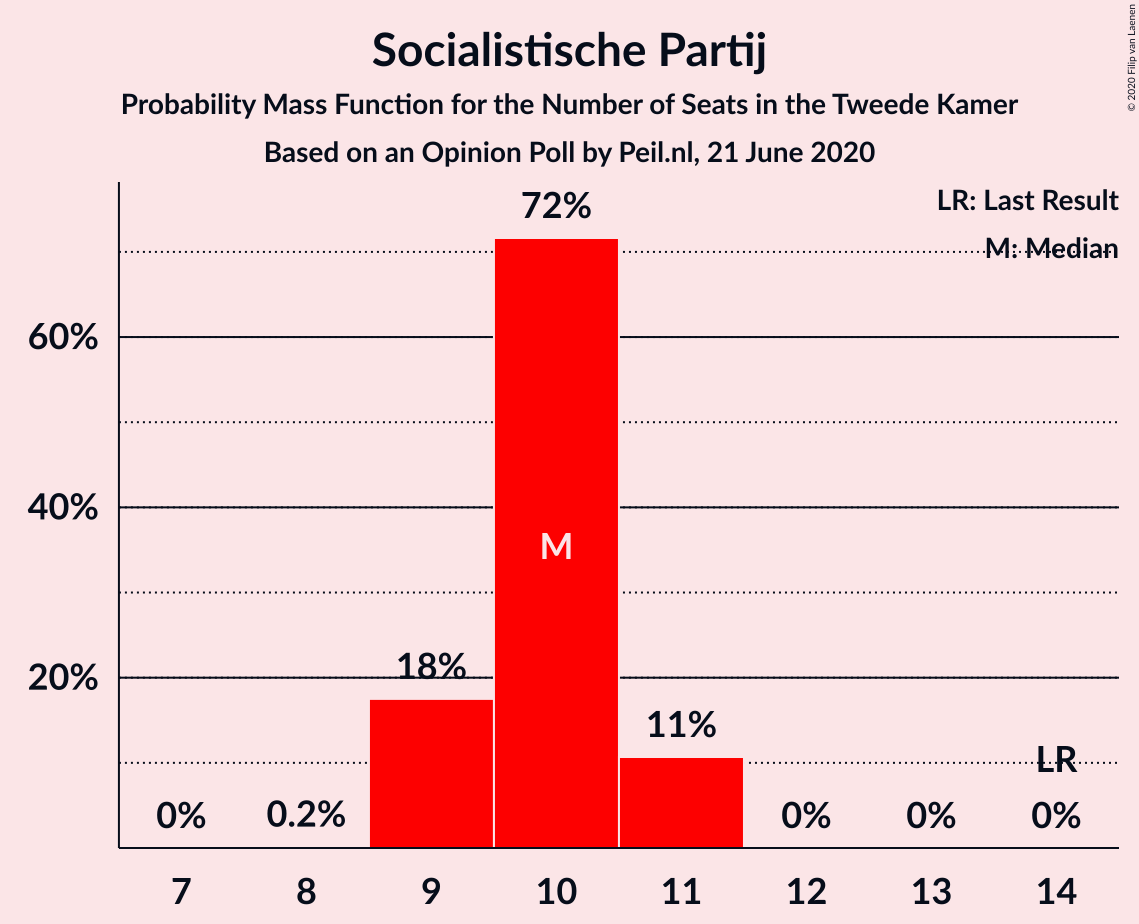 Socialistische Partij
Probability Mass Function for the Number of Seats in the Tweede Kamer
Based on an Opinion Poll by Peil.nl, 21 June 2020
© 2020 Filip van Laenen
LR: Last Result
M: Median
60%
40%
20%
0%
0.2%
18%
72%
M
11%
0%
0%
LR
0%
7 8 9 10 11 12 13 14